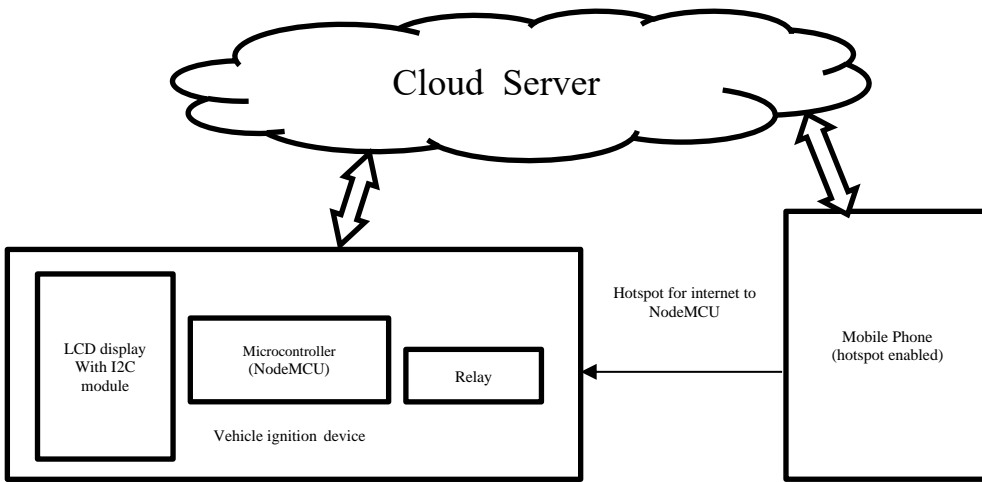 Cloud Server
Hotspot for internet to
NodeMCU
Mobile Phone
(hotspot enabled)
LCD display
With I2C
module
Microcontroller
(NodeMCU)
Relay
Vehicle ignition device